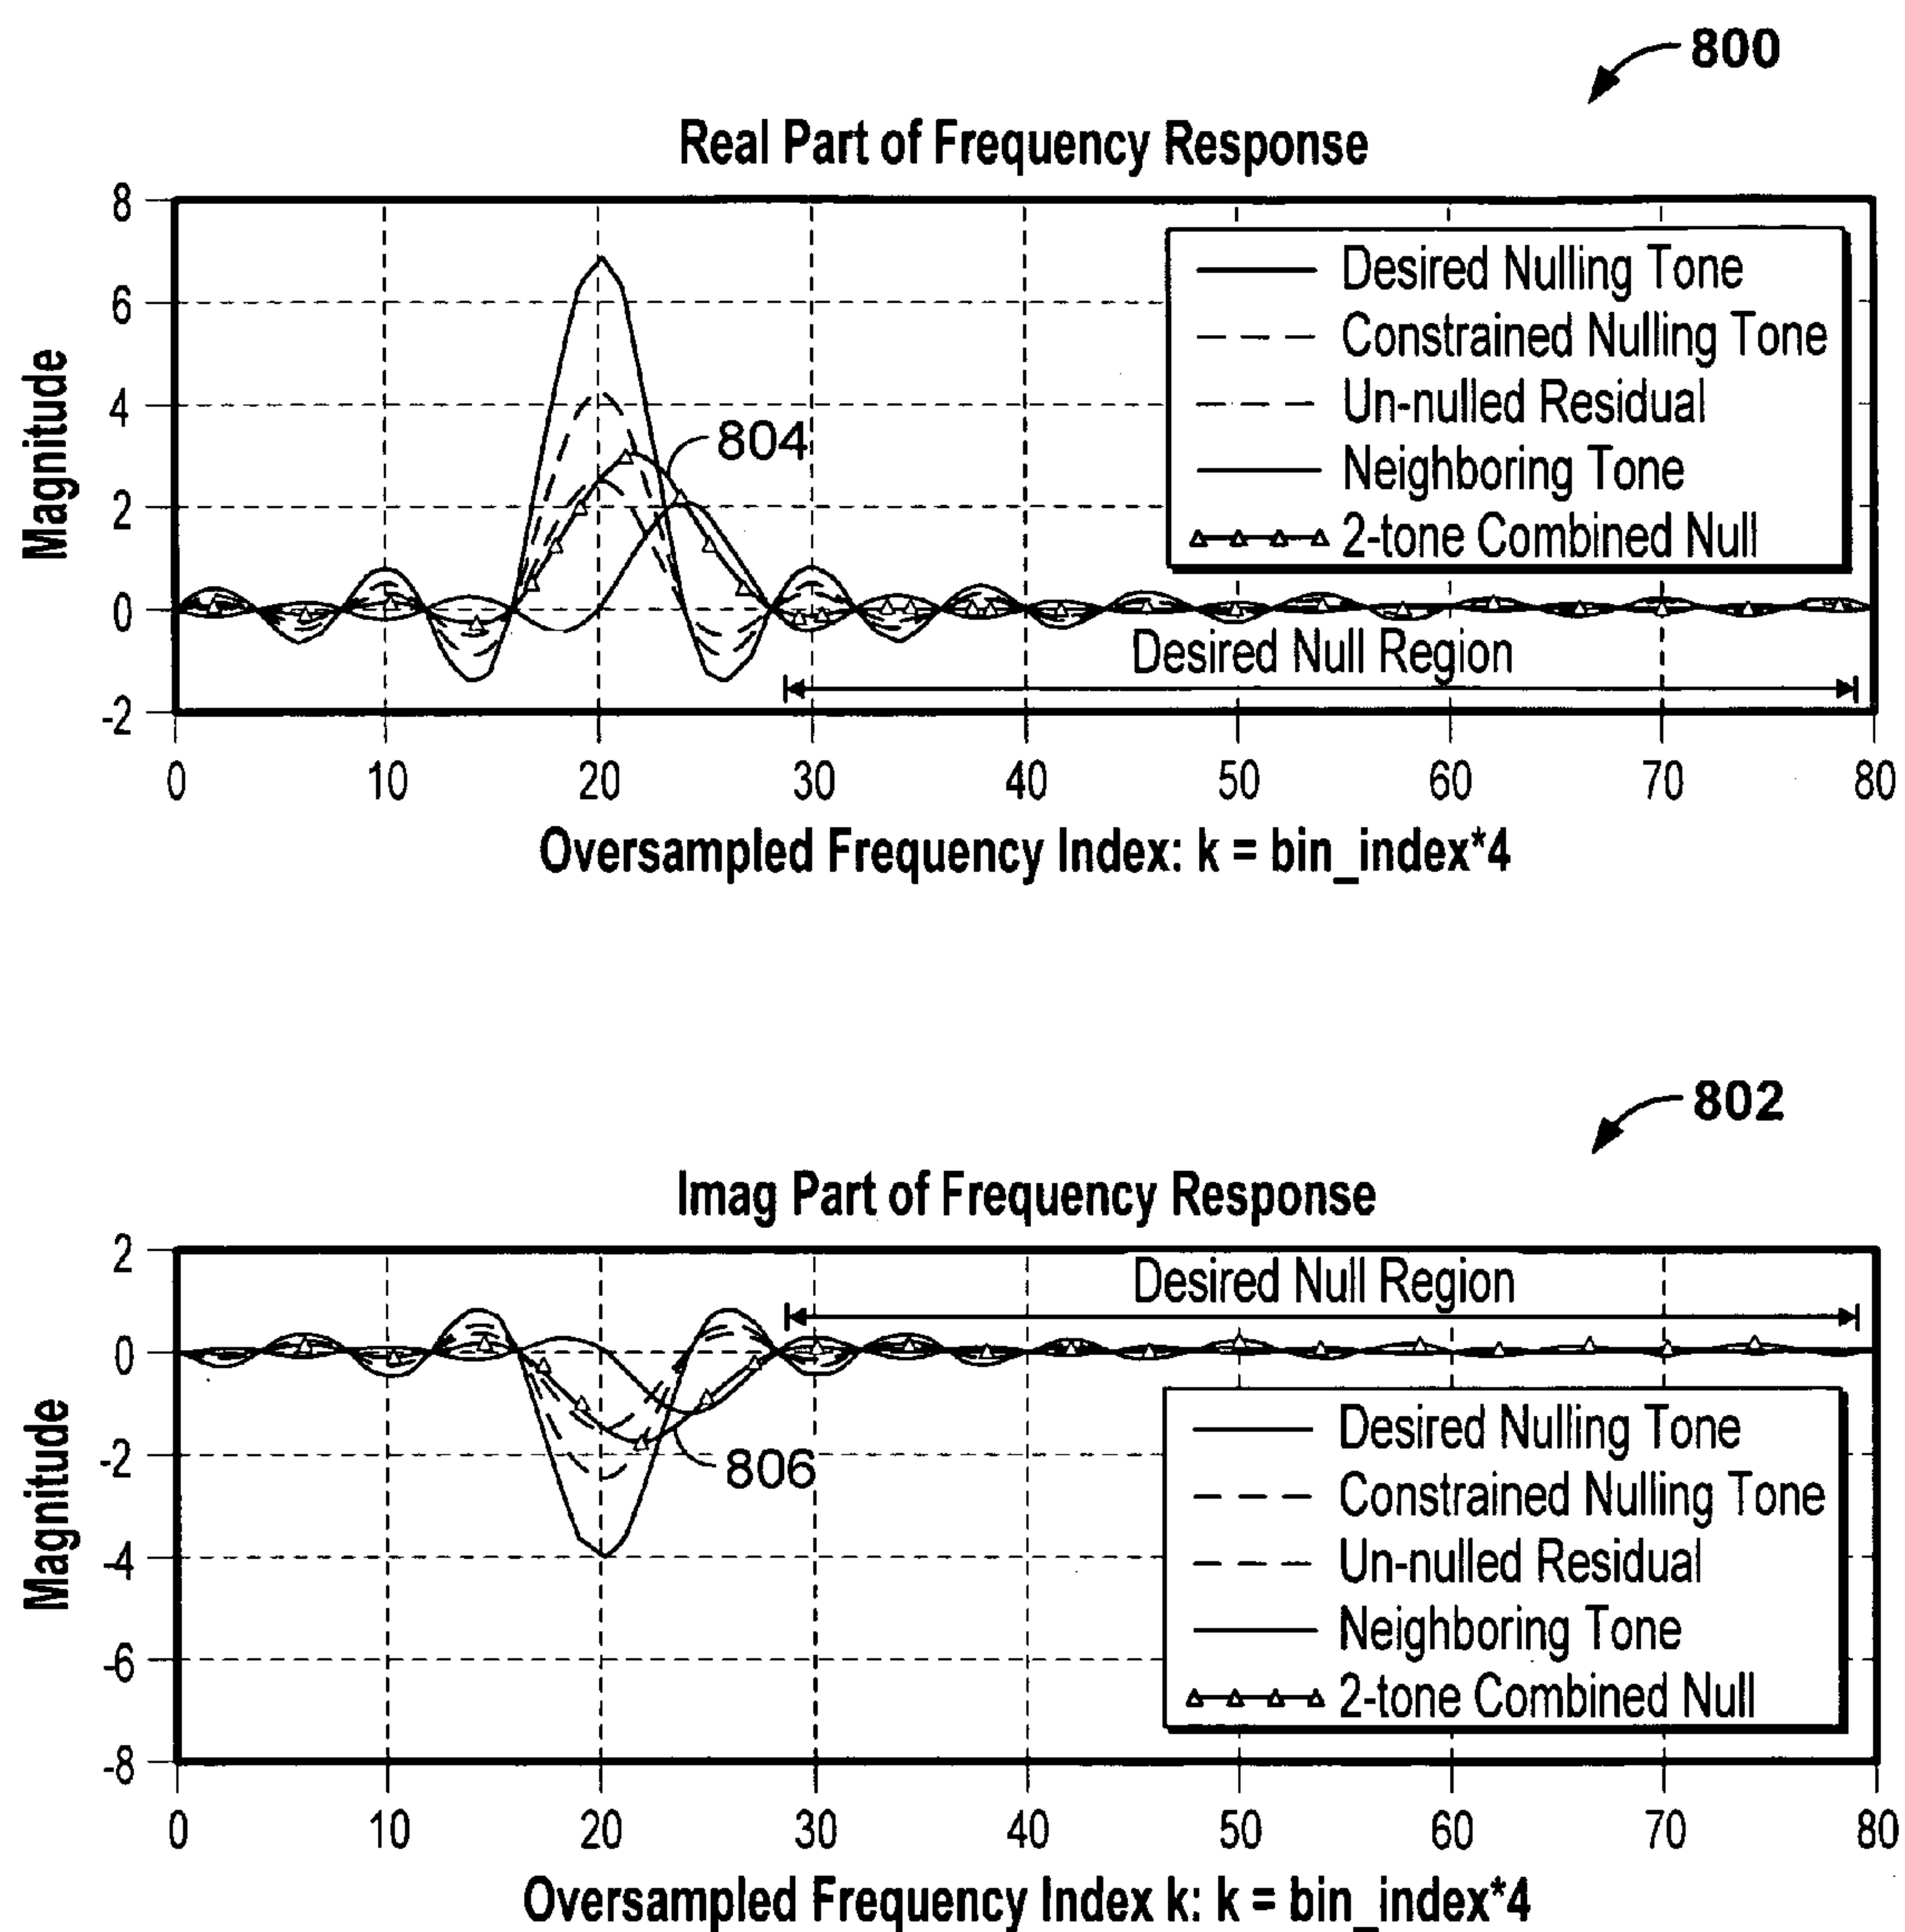 800
Real Part of Frequency Response
Magnitude
8
6
4
2
0
-2
Desired Nulling Tone
Constrained Nulling Tone
Un-nulled Residual
Neighboring Tone
2-tone Combined Null
804
Desired Null Region
0 10 20 30 40 50 60 70 80
Oversampled Frequency Index: k = bin_index*4
802
Imag Part of Frequency Response
Magnitude
2
0
-2
-4
-6
-8
Desired Null Region
806
Desired Nulling Tone
Constrained Nulling Tone
Un-nulled Residual
Neighboring Tone
2-tone Combined Null
0 10 20 30 40 50 60 70 80
Oversampled Frequency Index k: k = bin_index*4